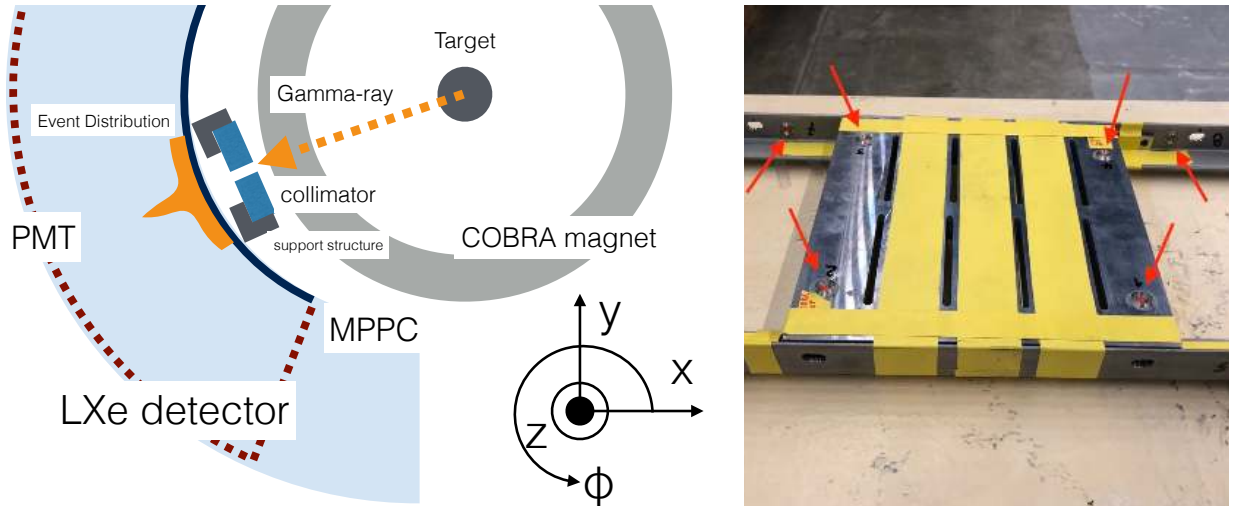 Target
Gamma-ray
Event Distribution
collimator
PMT
support structure
COBRA magnet
MPPC
LXe detector
y
x
z
ϕ